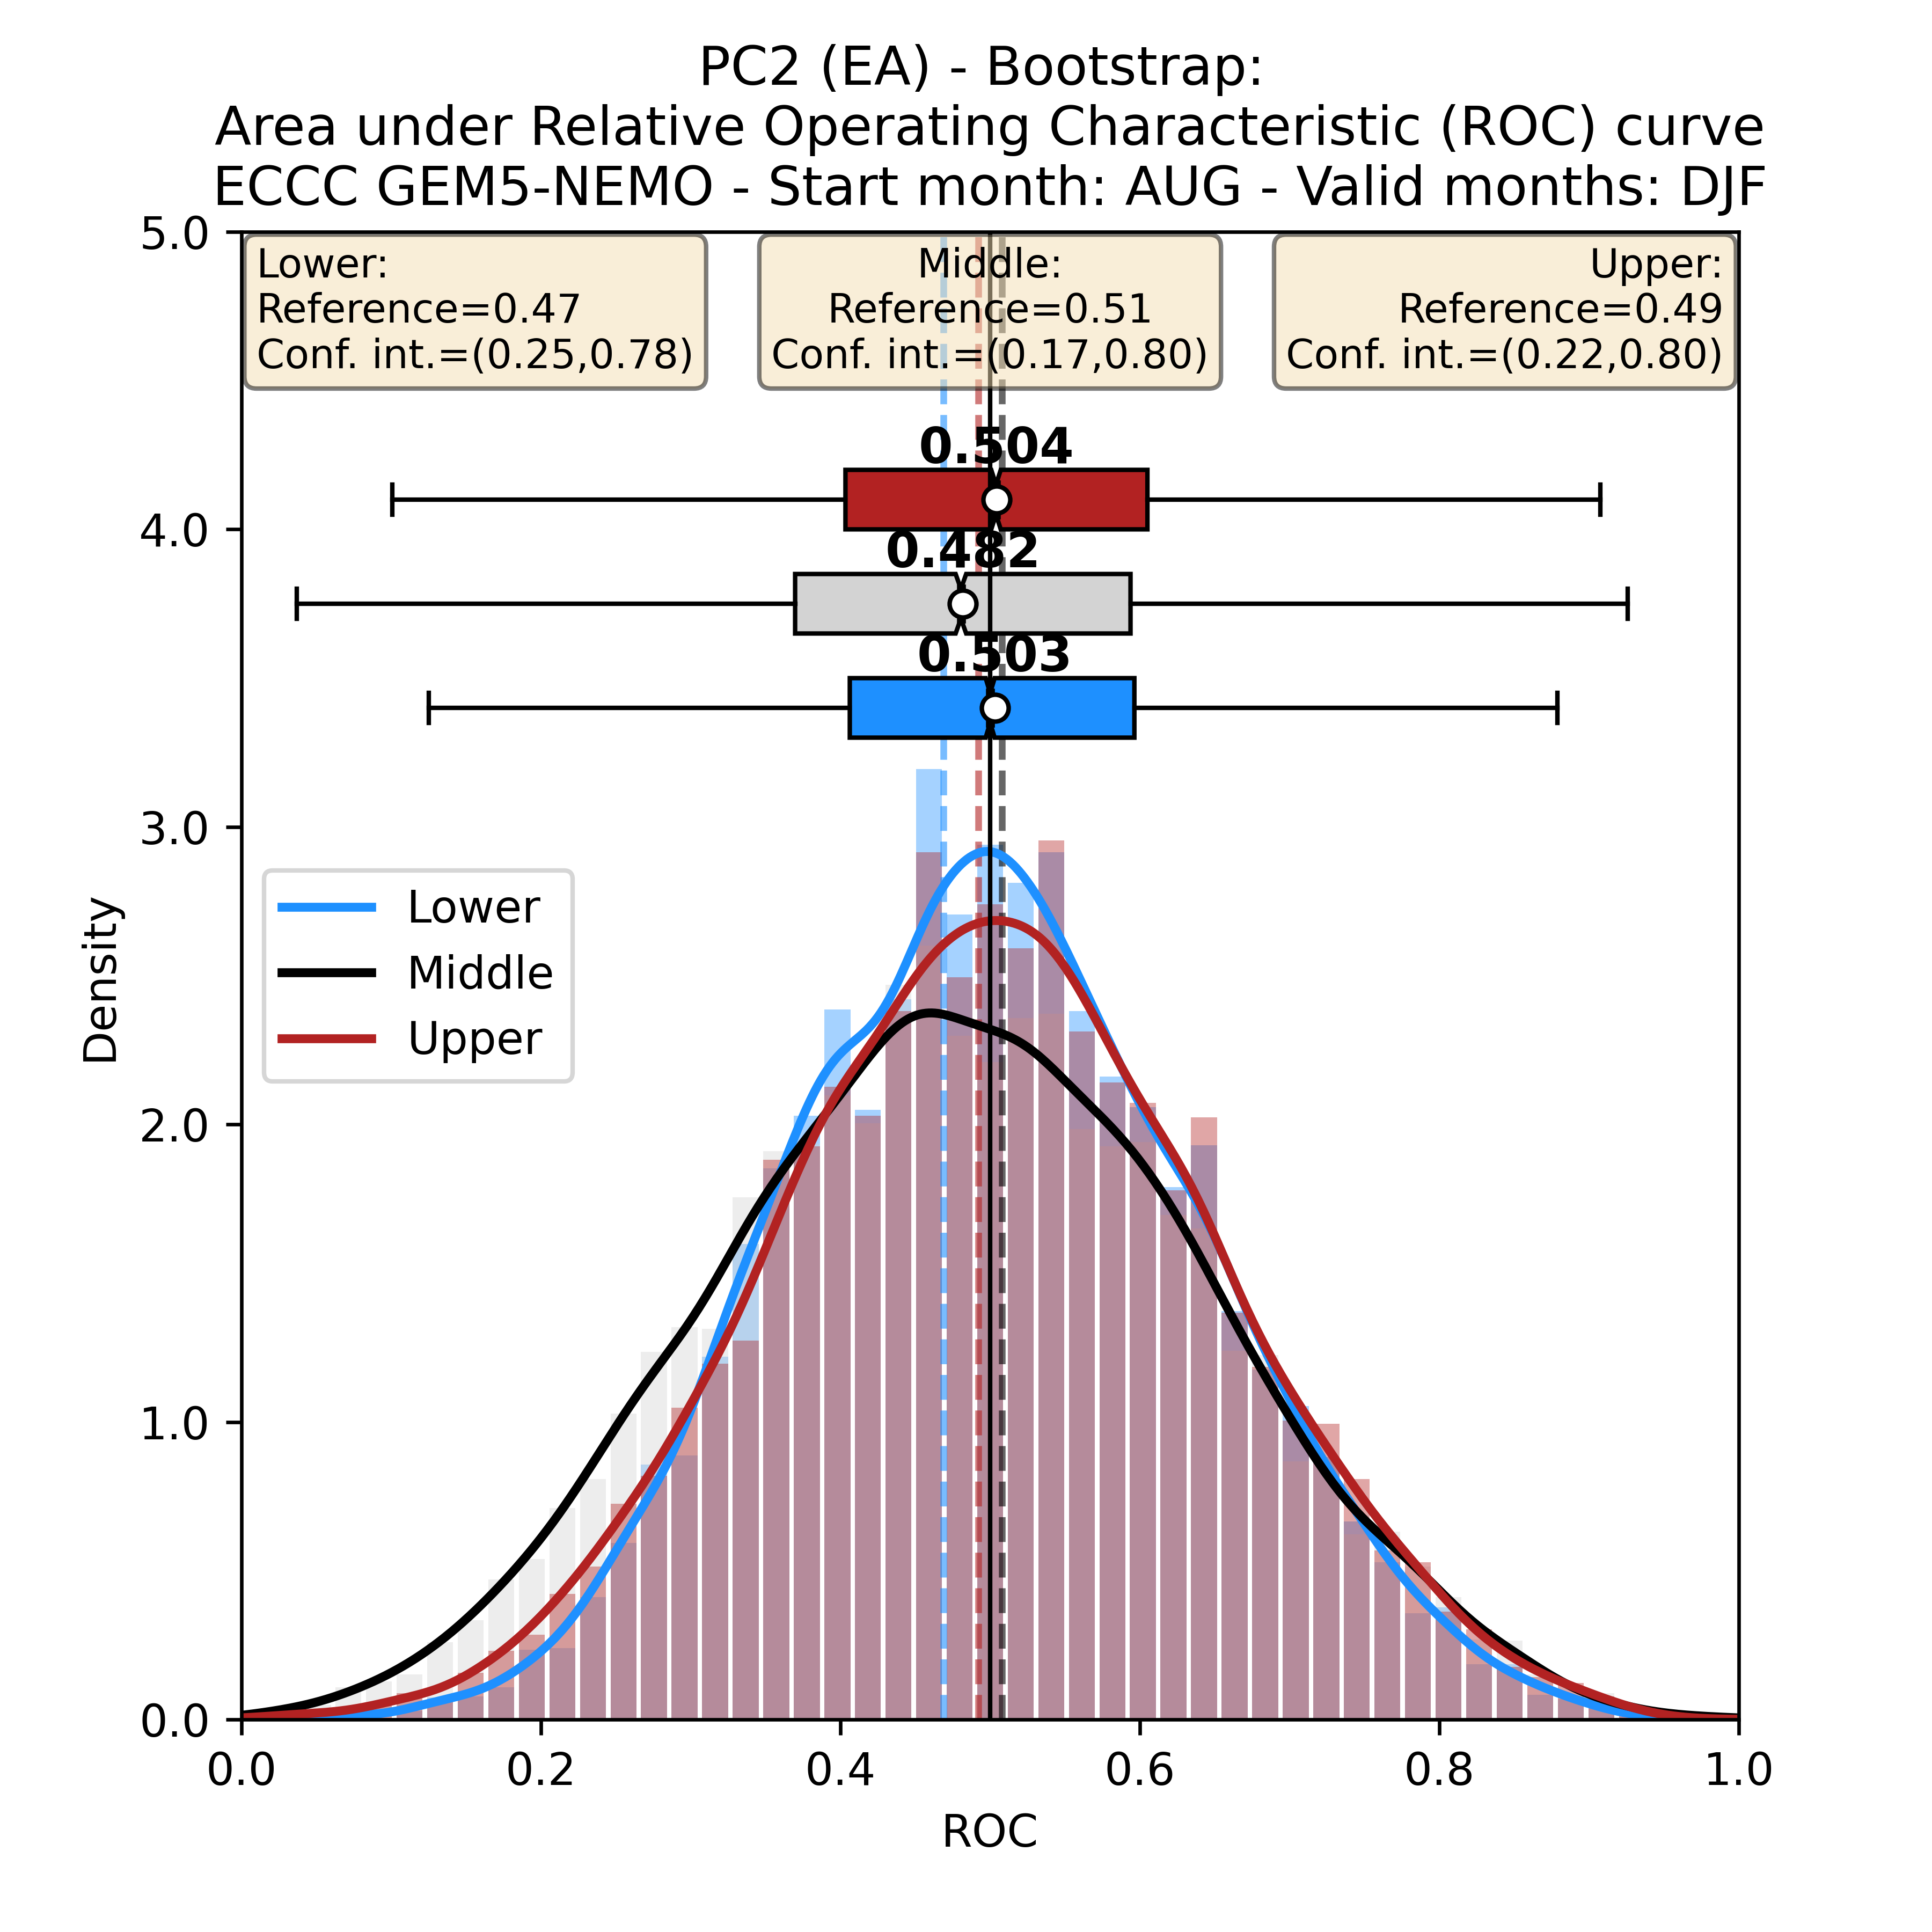 PC2 (EA) - Bootstrap:
Area under Relative Operating Characteristic (ROC) curve
ECCC GEM5-NEMO - Start month: AUG - Valid months: DJF
5.0
Lower:
Reference=0.47
Conf. int.=(0.25,0.78)
Middle:
Reference=0.51
Conf. int.=(0.17,0.80)
Upper:
Reference=0.49
Conf. int.=(0.22,0.80)
0.504
4.0
0.482
0.503
3.0
Lower
Middle
Upper
Density
2.0
1.0
0.0
0.0 0.2 0.4 0.6 0.8 1.0
ROC